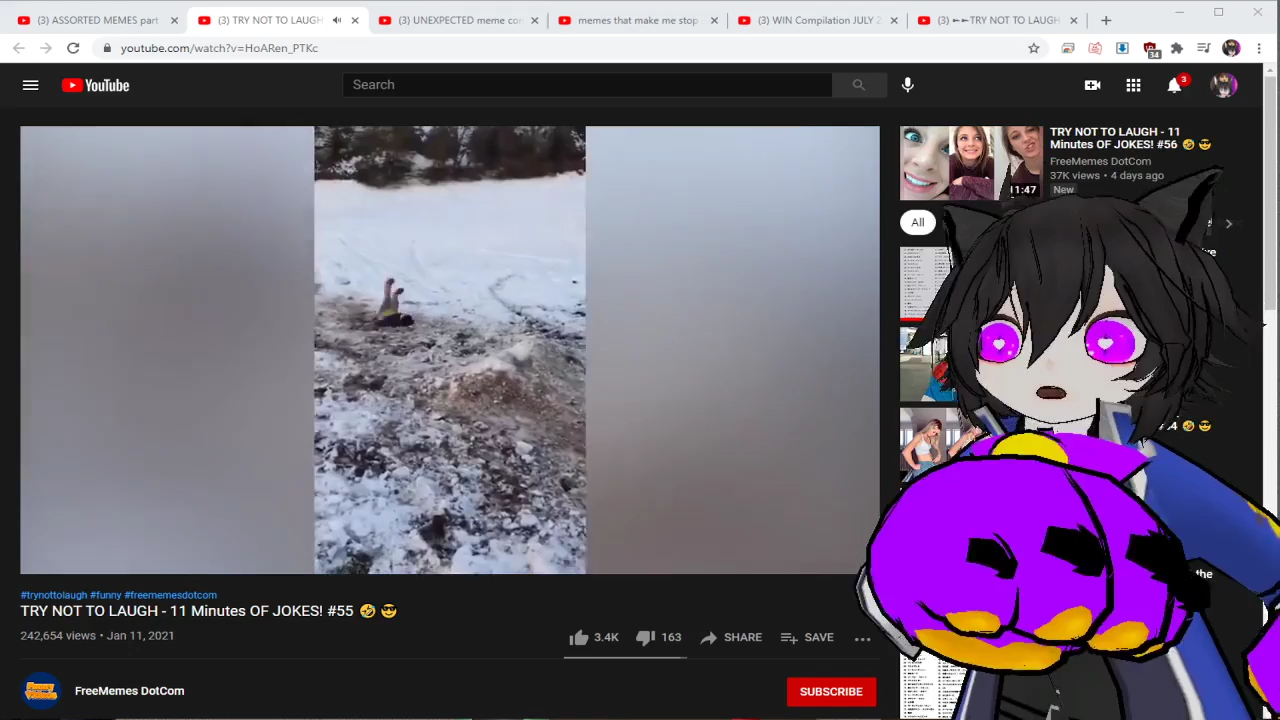 (3) ASSORTED MEMES part
(3) TRY NOT TO LAUGH
(3) UNEXPECTED meme co
memes that make me stop
(3) WIN Compilation JULY 2
(3) ←←TRY NOT TO LAUGH
youtube.com/watch?v=HoARen_PTKc
34
YouTube
Search
3
TRY NOT TO LAUGH - 11
Minutes OF JOKES! #56 🤣 😎
FreeMemes DotCom
37K views • 4 days ago
11:47
New
All
#trynottolaugh #funny #freememesdotcom
TRY NOT TO LAUGH - 11 Minutes OF JOKES! #55 🤣 😎
242,654 views • Jan 11, 2021
3.4K
163
SHARE
SAVE
FreeMemes DotCom
SUBSCRIBE